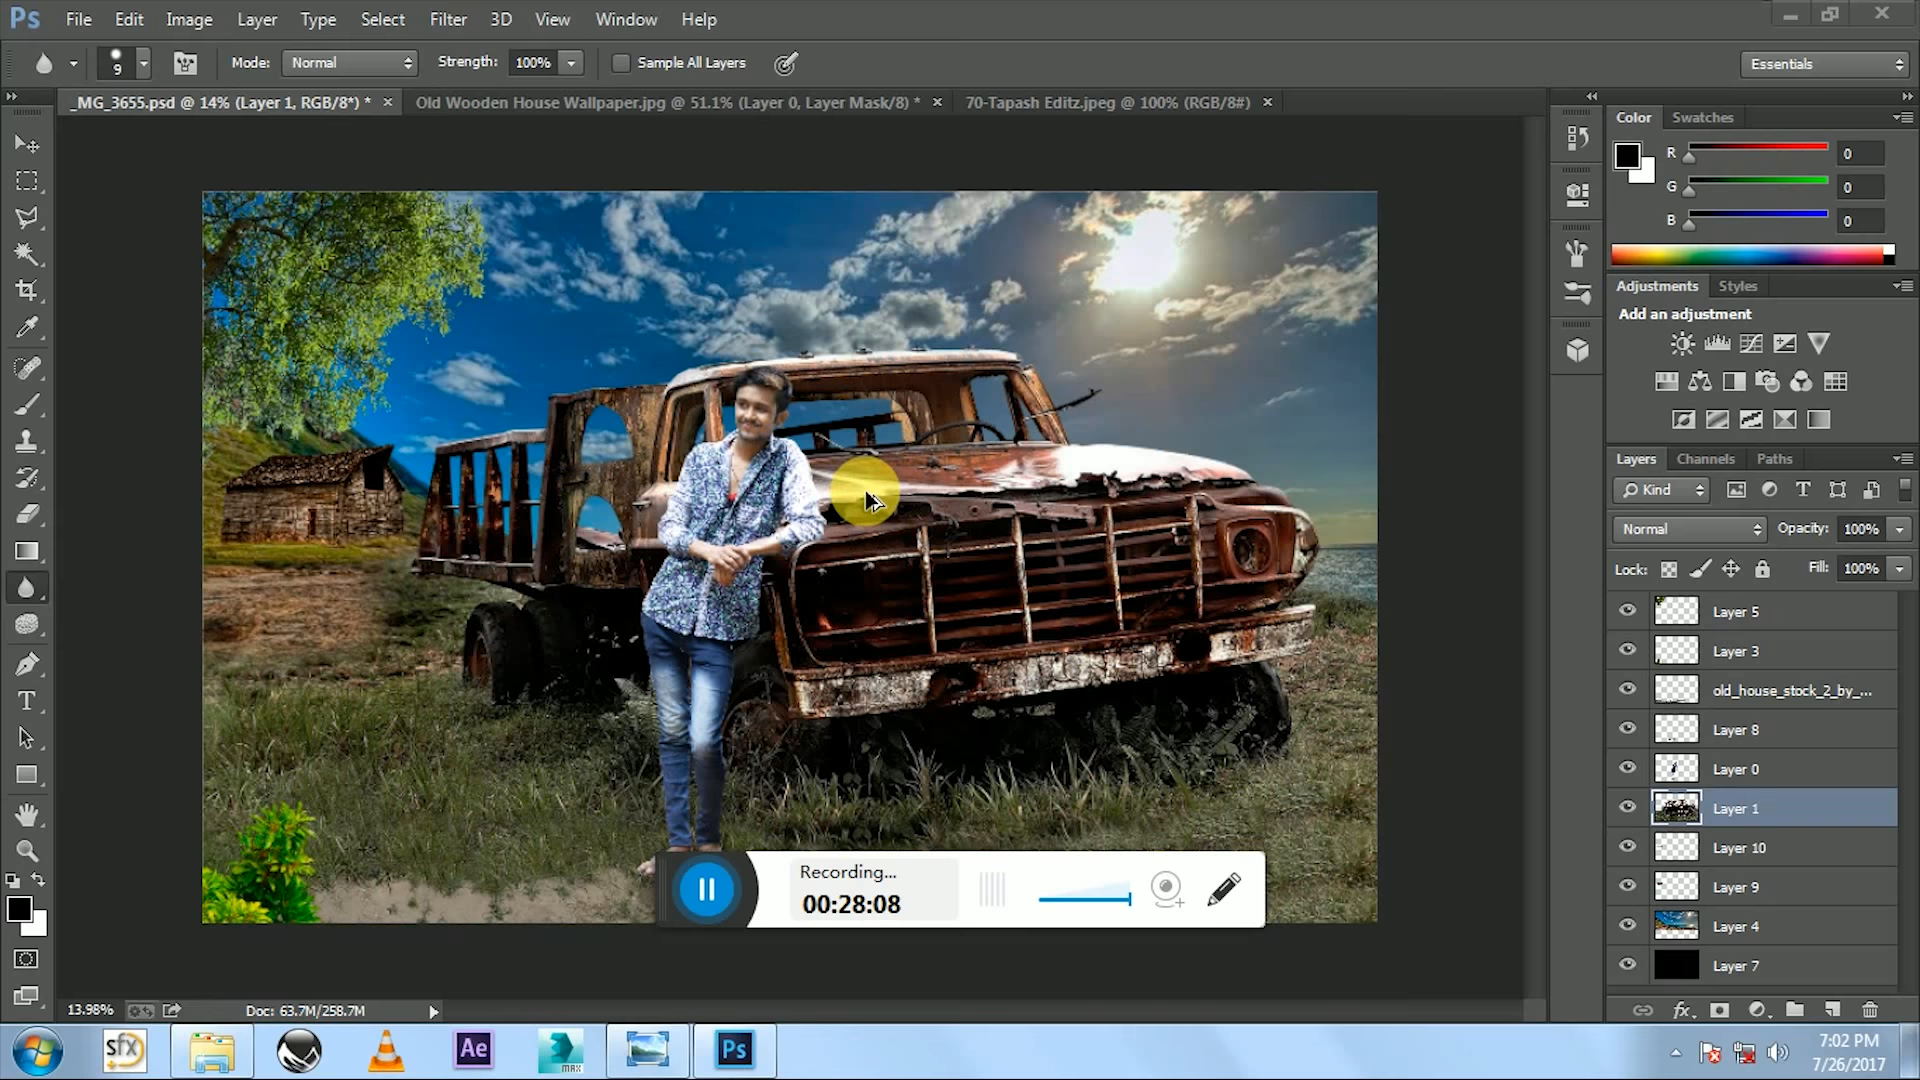 Ps File Edit Image Layer Type Select Filter 3D View Window Help
9 Mode: Normal Strength: 100% Sample All Layers Essentials
_MG_3655.psd @ 14% (Layer 1, RGB/8*) * × Old Wooden House Wallpaper.jpg @ 51.1% (Layer 0, Layer Mask/8) * × 70-Tapash Editz.jpeg @ 100% (RGB/8#) ×
Color Swatches
R 0
G 0
B 0
Adjustments Styles
Add an adjustment
Layers Channels Paths
Kind
Normal Opacity: 100%
Lock: Fill: 100%
Layer 5
Layer 3
old_house_stock_2_by_...
Layer 8
Layer 0
Layer 1
Layer 10
Layer 9
Layer 4
Layer 7
Recording...
00:28:08
13.98% Doc: 63.7M/258.7M
sfx Ae MAX Ps
7:02 PM
7/26/2017